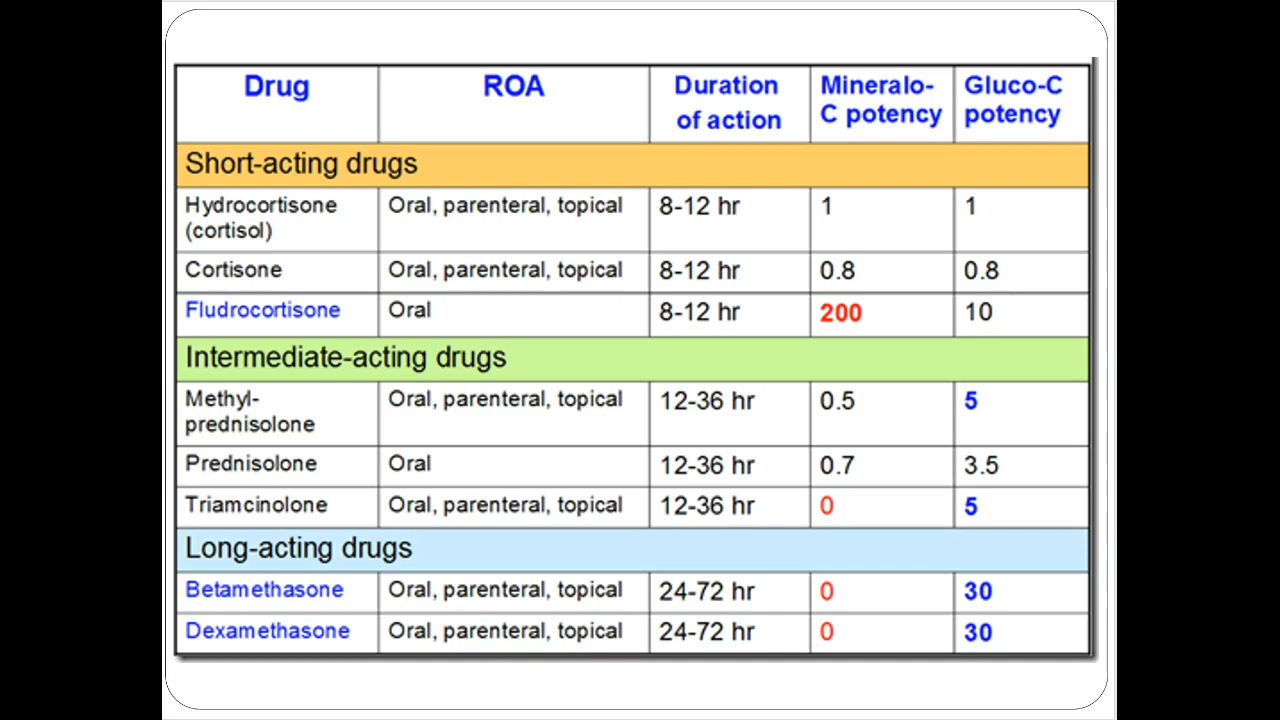 Drug ROA Duration of action Mineralo-C potency Gluco-C potency
Short-acting drugs
Hydrocortisone (cortisol) Oral, parenteral, topical 8-12 hr 1 1
Cortisone Oral, parenteral, topical 8-12 hr 0.8 0.8
Fludrocortisone Oral 8-12 hr 200 10
Intermediate-acting drugs
Methyl-prednisolone Oral, parenteral, topical 12-36 hr 0.5 5
Prednisolone Oral 12-36 hr 0.7 3.5
Triamcinolone Oral, parenteral, topical 12-36 hr 0 5
Long-acting drugs
Betamethasone Oral, parenteral, topical 24-72 hr 0 30
Dexamethasone Oral, parenteral, topical 24-72 hr 0 30